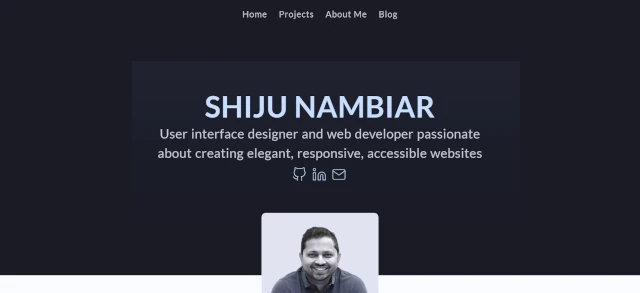 Home Projects About Me Blog
SHIJU NAMBIAR
User interface designer and web developer passionate
about creating elegant, responsive, accessible websites